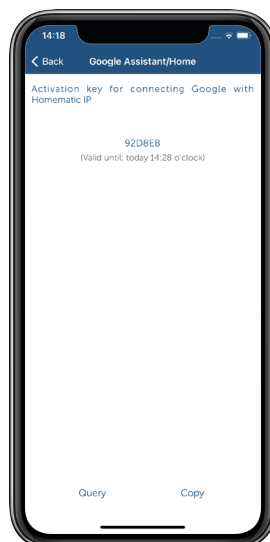 14:18
Back Google Assistant/Home
Activation key for connecting Google with
Homematic IP
92D8EB
(Valid until: today 14:28 o'clock)
Query Copy